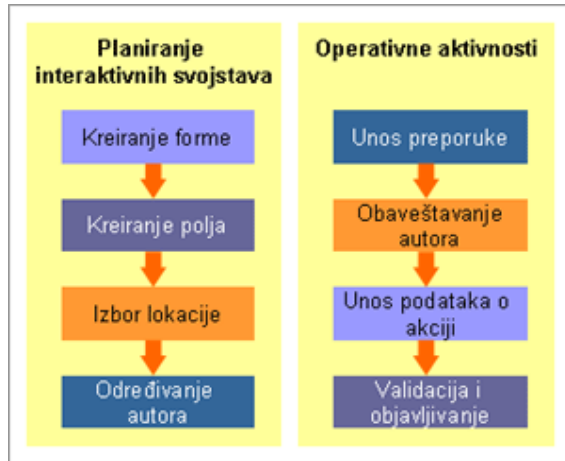 Planiranje
interaktivnih svojstava
Kreiranje forme
Kreiranje polja
Izbor lokacije
Određivanje
autora
Operativne aktivnosti
Unos preporuke
Obaveštavanje
autora
Unos podataka o
akciji
Validacija i
objavljivanje